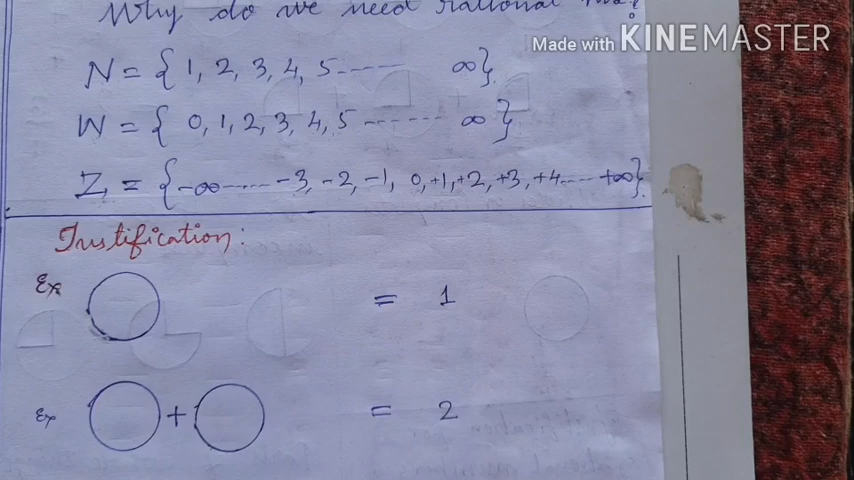 Why do we need rational no's?
Made with KINEMASTER
N = { 1, 2, 3, 4, 5 ------ ∞}
W = { 0, 1, 2, 3, 4, 5 ------- ∞ }
Z = {-∞ ------ -3, -2, -1, 0, +1, +2, +3, +4 ---- +∞}
Justification:
Ex = 1
Ex + = 2